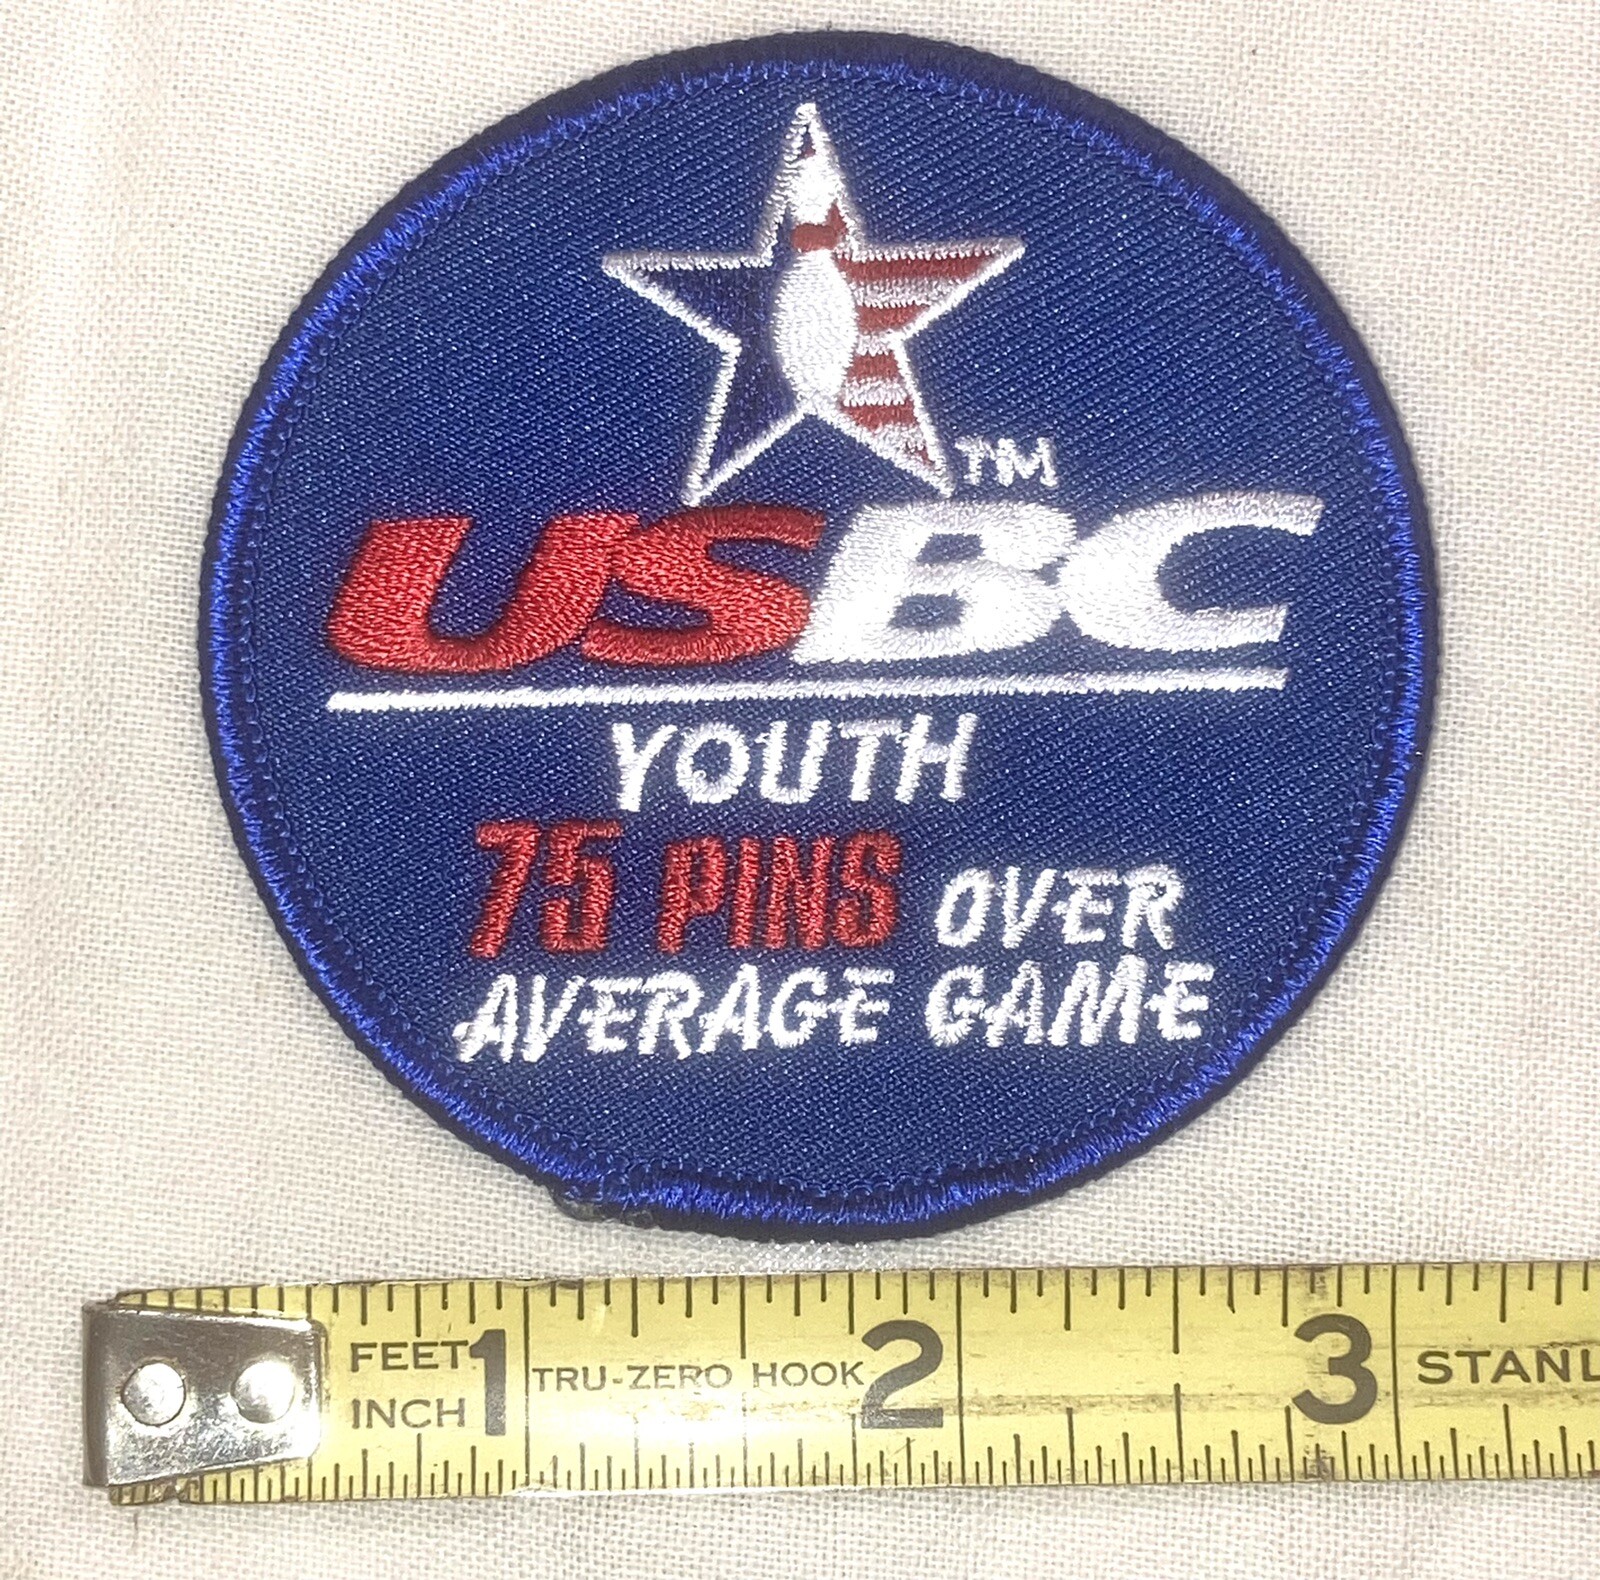 TM
USBC
YOUTH
75 PINS OVER
AVERAGE GAME
FEET 1 TRU-ZERO HOOK 2 3 STANL
INCH